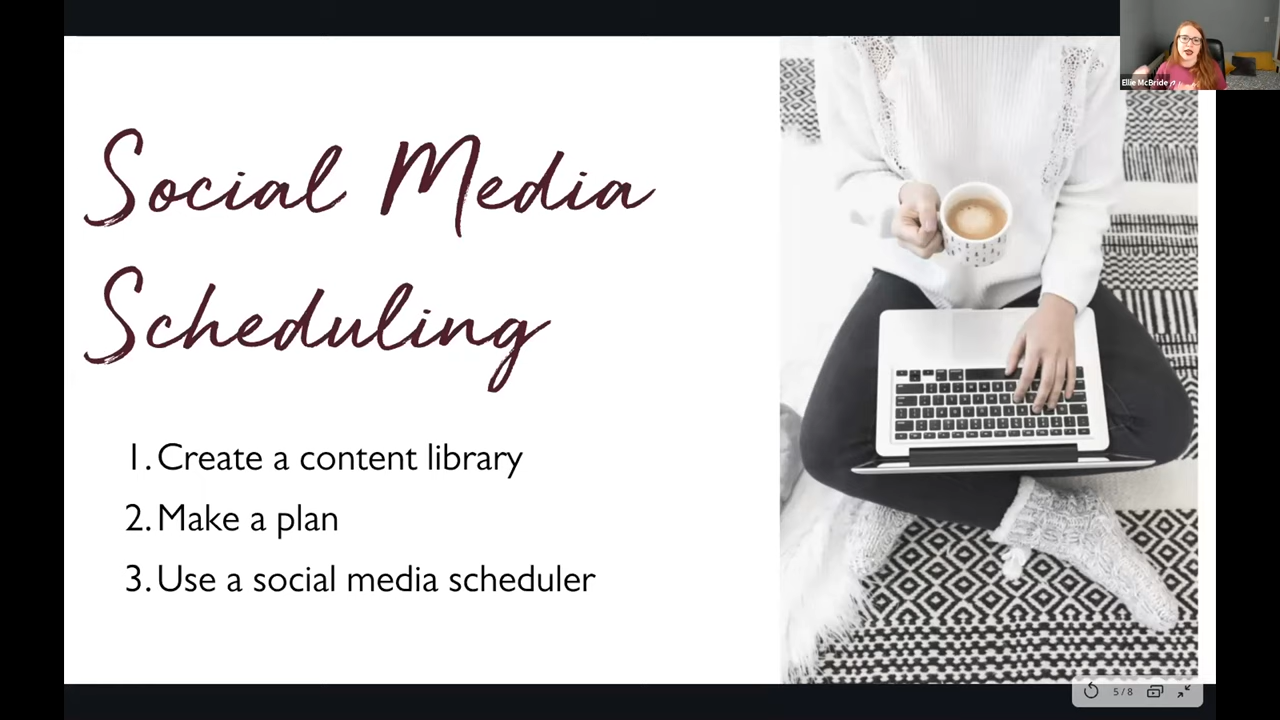 Social Media
Scheduling
1. Create a content library
2. Make a plan
3. Use a social media scheduler
Ellie McBride
5/8